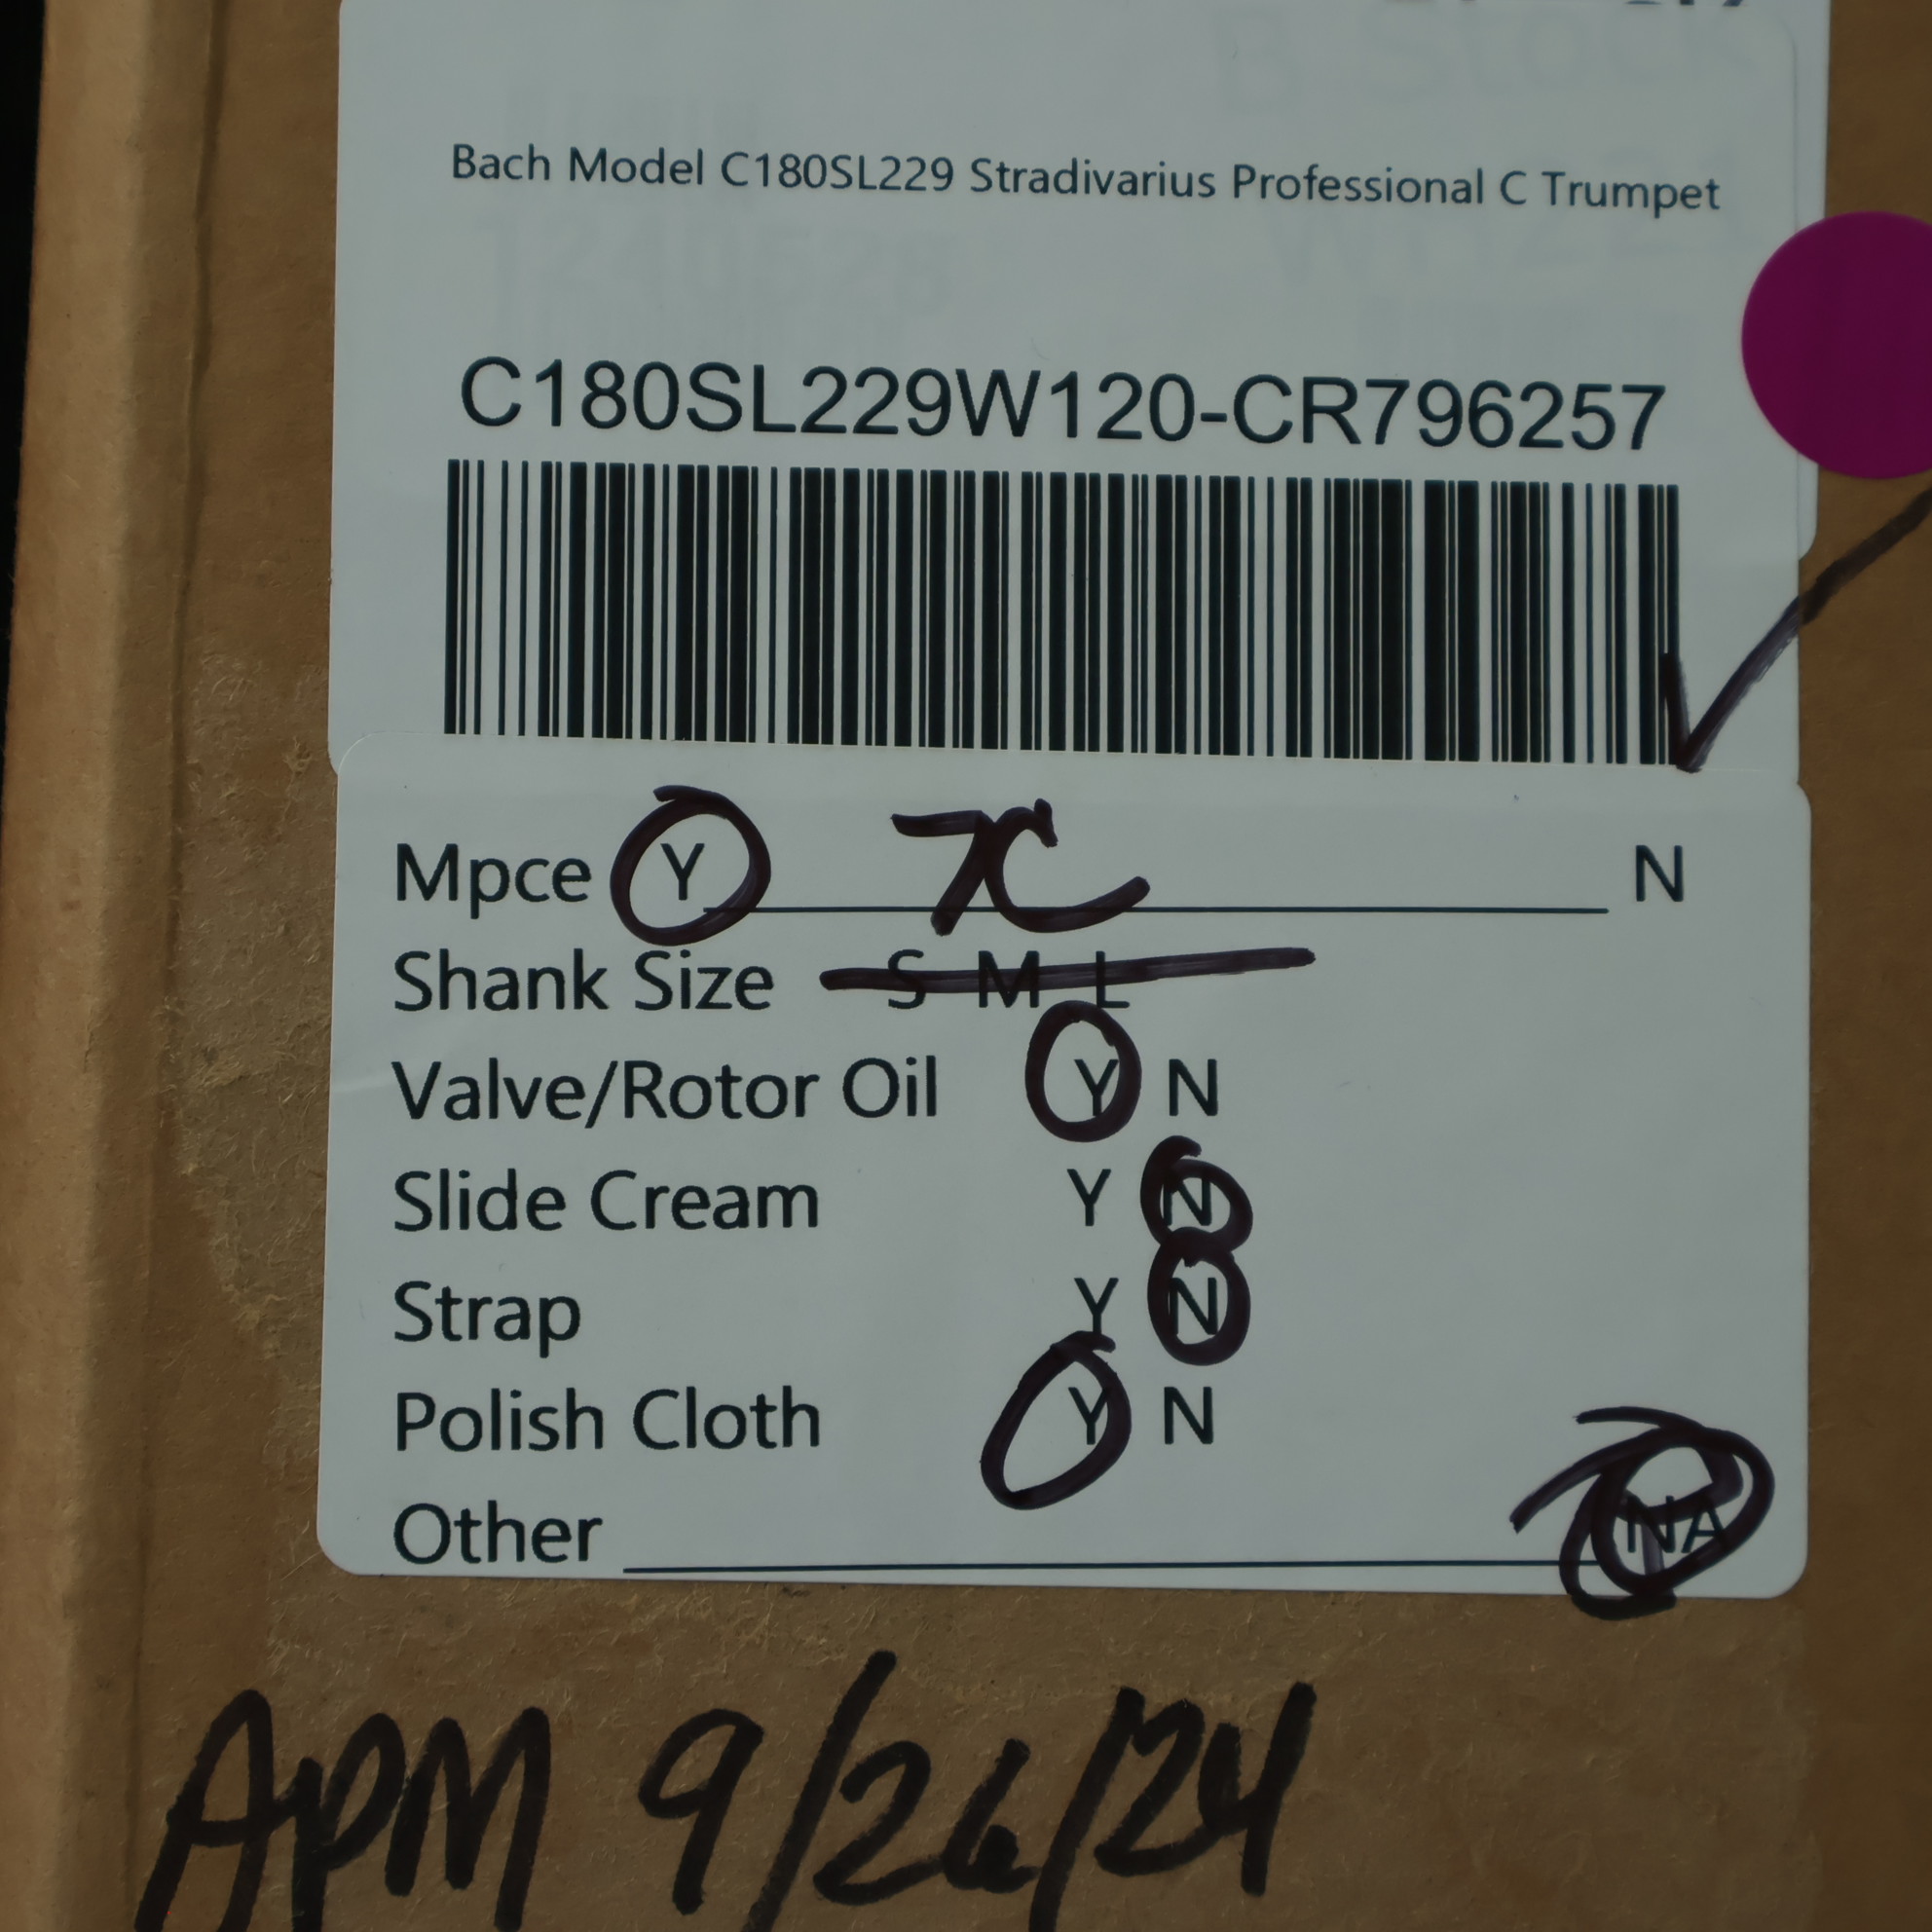 B Stock
Bach Model C180SL229 Stradivarius Professional C Trumpet
C180SL229W120-CR796257
Mpce Y 7C N
Shank Size S M L
Valve/Rotor Oil Y N
Slide Cream Y N
Strap Y N
Polish Cloth Y N
Other NA
APM 9/26/24